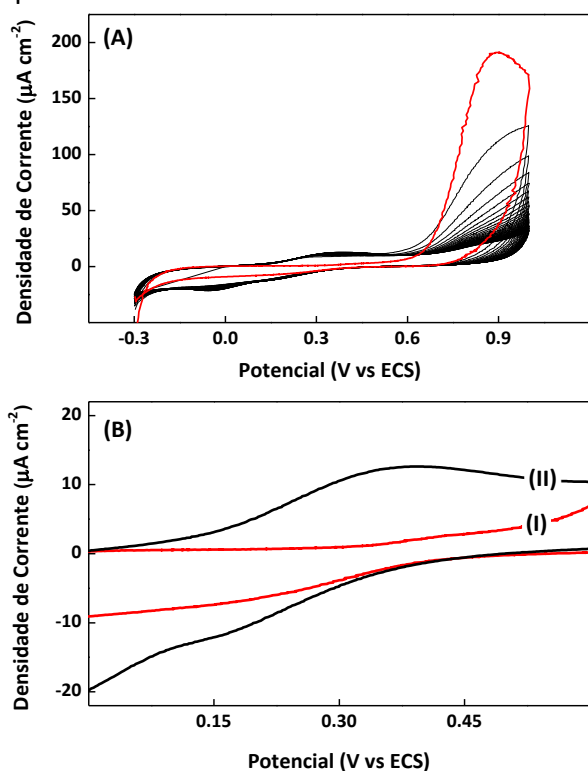 (A)
200
150
100
50
0
Densidade de Corrente (µA cm⁻²)
-0.3 0.0 0.3 0.6 0.9
Potencial (V vs ECS)
(B)
20
10
0
-10
-20
Densidade de Corrente (µA cm⁻²)
(II)
(I)
0.15 0.30 0.45
Potencial (V vs ECS)